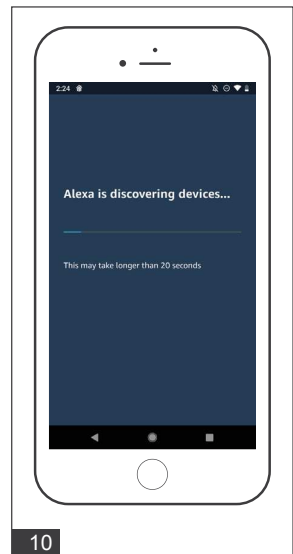 2:24
Alexa is discovering devices...
This may take longer than 20 seconds
10